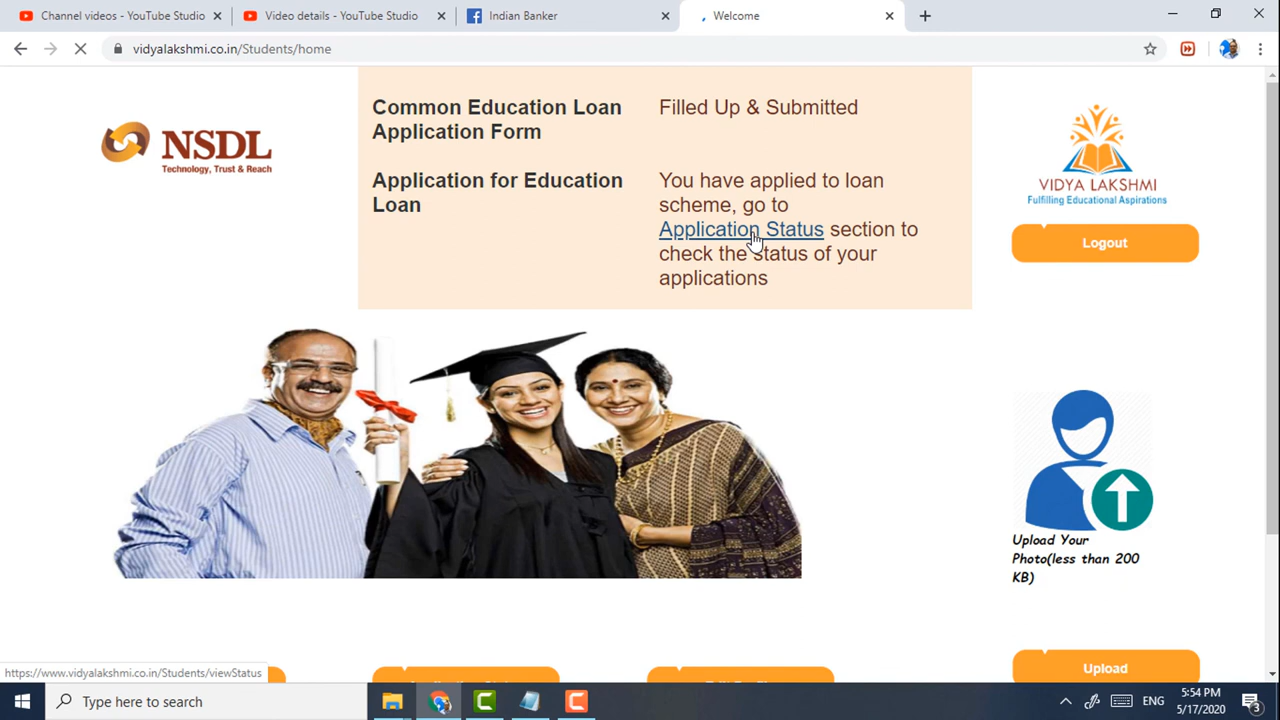 Channel videos - YouTube Studio
Video details - YouTube Studio
Indian Banker
Welcome
vidyalakshmi.co.in/Students/home
Common Education Loan
Application Form
Filled Up & Submitted
NSDL
Technology, Trust & Reach
VIDYA LAKSHMI
Fulfilling Educational Aspirations
Application for Education
Loan
You have applied to loan
scheme, go to
Application Status section to
check the status of your
applications
Logout
Upload Your
Photo(less than 200
KB)
Upload
https://www.vidyalakshmi.co.in/Students/viewStatus
Type here to search
ENG
5:54 PM
5/17/2020
3